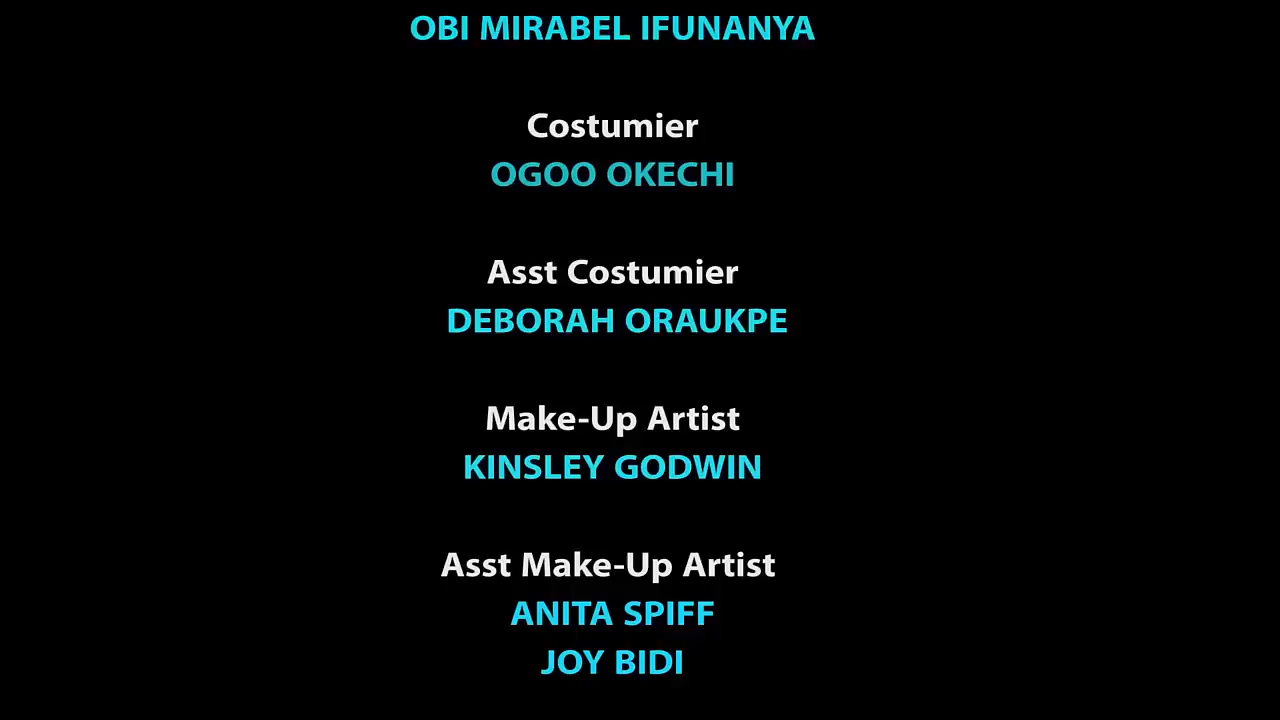 OBI MIRABEL IFUNANYA
Costumier
OGOO OKECHI
Asst Costumier
DEBORAH ORAUKPE
Make-Up Artist
KINSLEY GODWIN
Asst Make-Up Artist
ANITA SPIFF
JOY BIDI